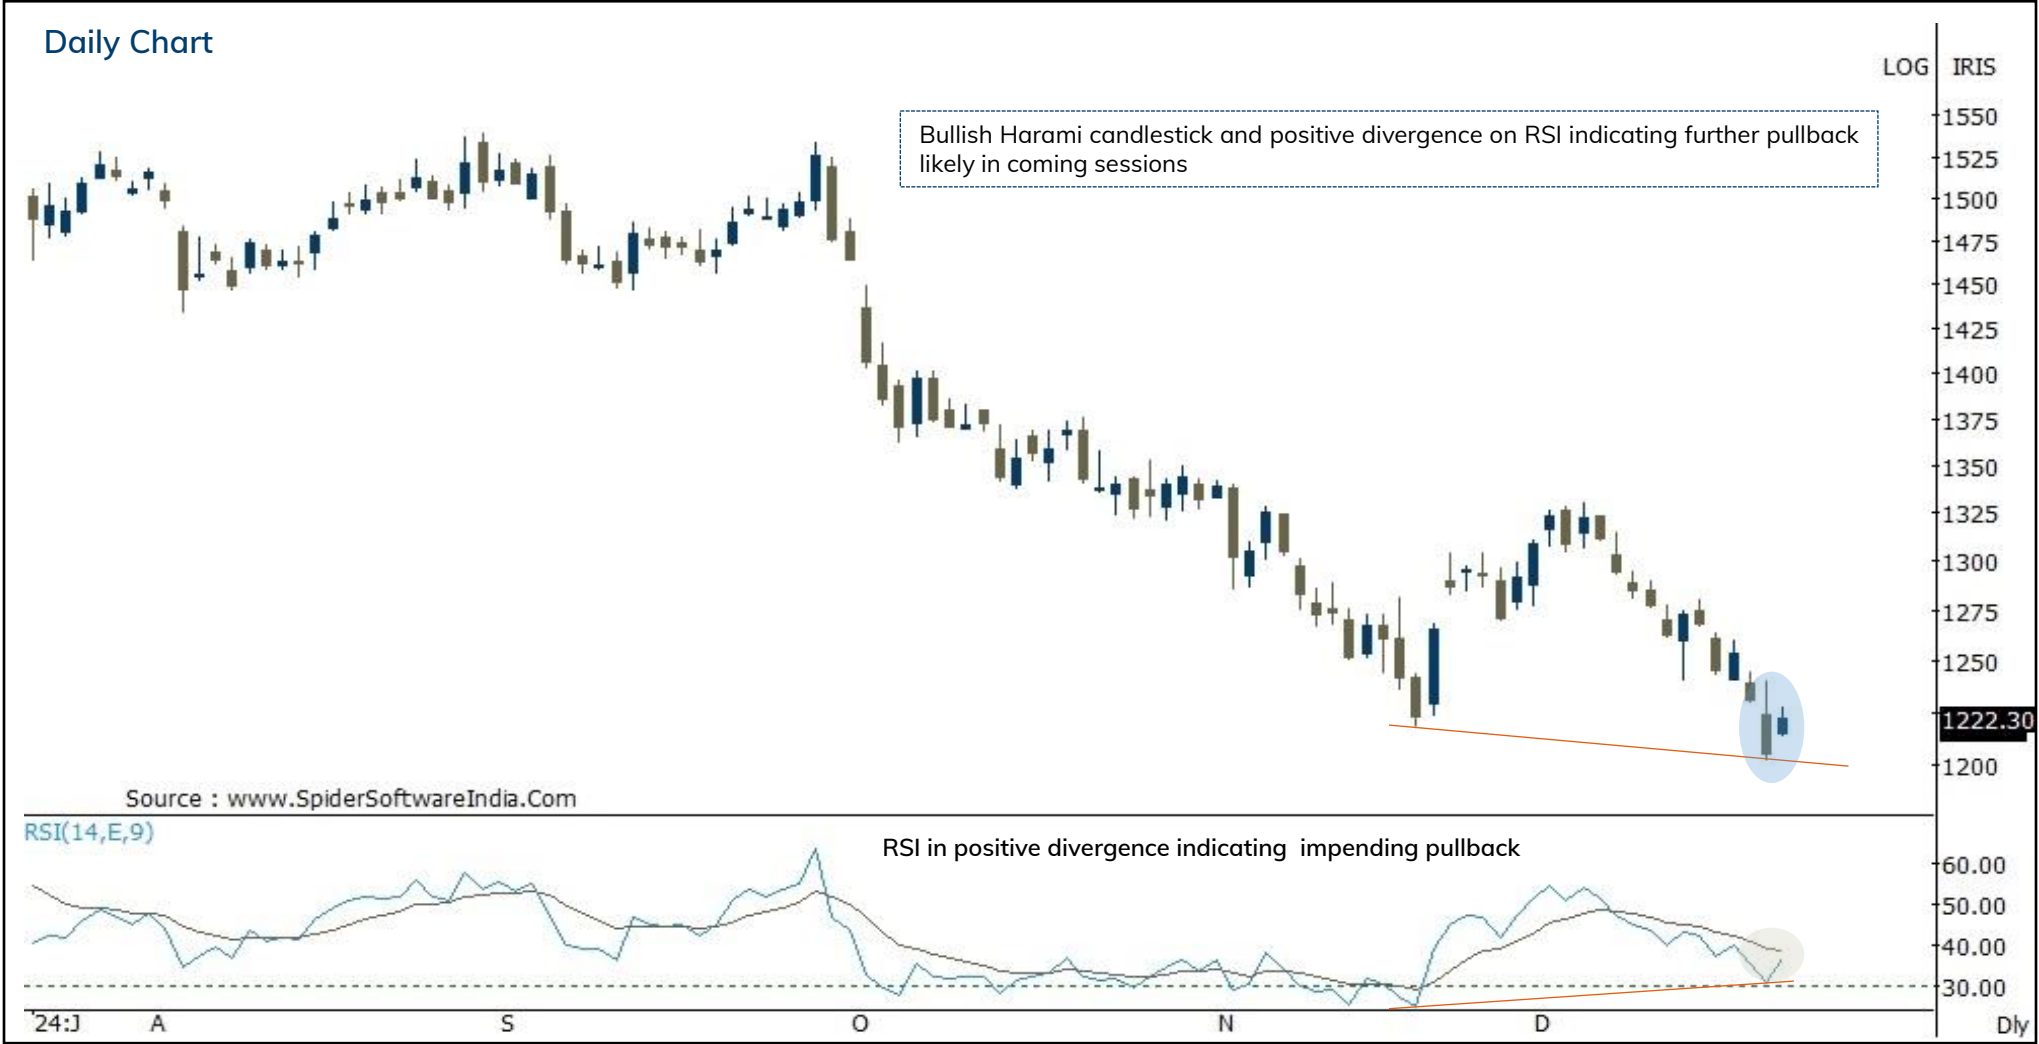 Daily Chart
LOG
IRIS
Bullish Harami candlestick and positive divergence on RSI indicating further pullback
likely in coming sessions
1550
1525
1500
1475
1450
1425
1400
1375
1350
1325
1300
1275
1250
1222.30
1200
Source : www.SpiderSoftwareIndia.Com
RSI(14,E,9)
RSI in positive divergence indicating  impending pullback
60.00
50.00
40.00
30.00
'24:J A S O N D Dly